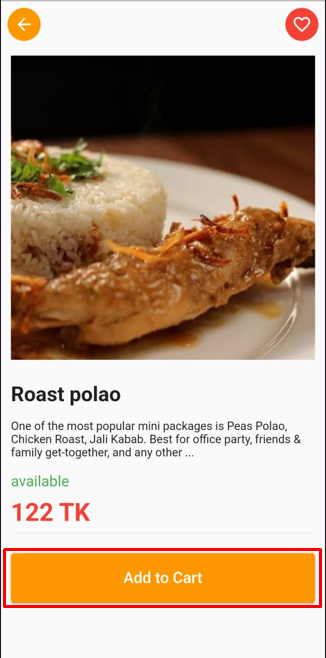 Roast polao
One of the most popular mini packages is Peas Polao,
Chicken Roast, Jali Kabab. Best for office party, friends &
family get-together, and any other ...
available
122 TK
Add to Cart